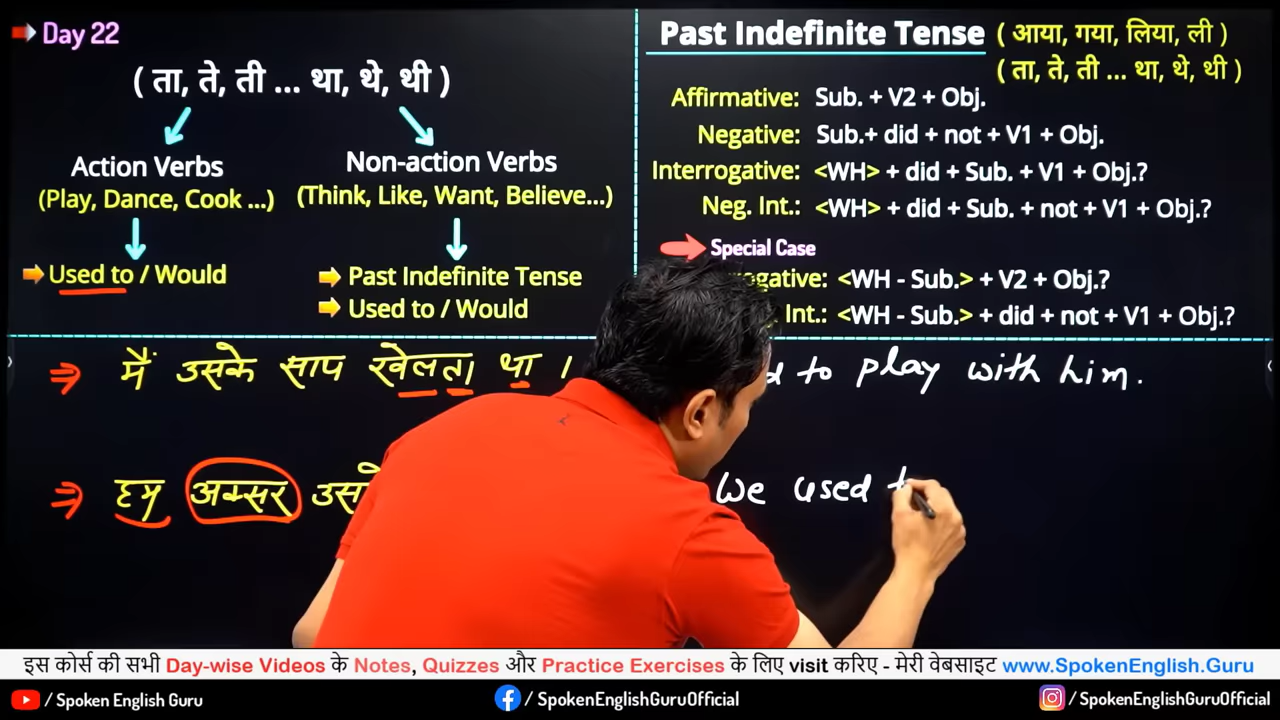 Day 22
( ता, ते, ती ... था, थे, थी )
Action Verbs
(Play, Dance, Cook ...)
Used to / Would
Non-action Verbs
(Think, Like, Want, Believe...)
Past Indefinite Tense
Used to / Would
Past Indefinite Tense ( आया, गया, लिया, ली )
( ता, ते, ती ... था, थे, थी )
Affirmative: Sub. + V2 + Obj.
Negative: Sub.+ did + not + V1 + Obj.
Interrogative: <WH> + did + Sub. + V1 + Obj.?
Neg. Int.: <WH> + did + Sub. + not + V1 + Obj.?
Special Case
<WH - Sub.> + V2 + Obj.?
Int.: <WH - Sub.> + did + not + V1 + Obj.?
मैं उसके साथ खेलता था । to play with him.
हम अक्सर We used
इस कोर्स की सभी Day-wise Videos के Notes, Quizzes और Practice Exercises के लिए visit करिए - मेरी वेबसाइट www.SpokenEnglish.Guru
/ Spoken English Guru
/ SpokenEnglishGuruOfficial
/ SpokenEnglishGuruOfficial